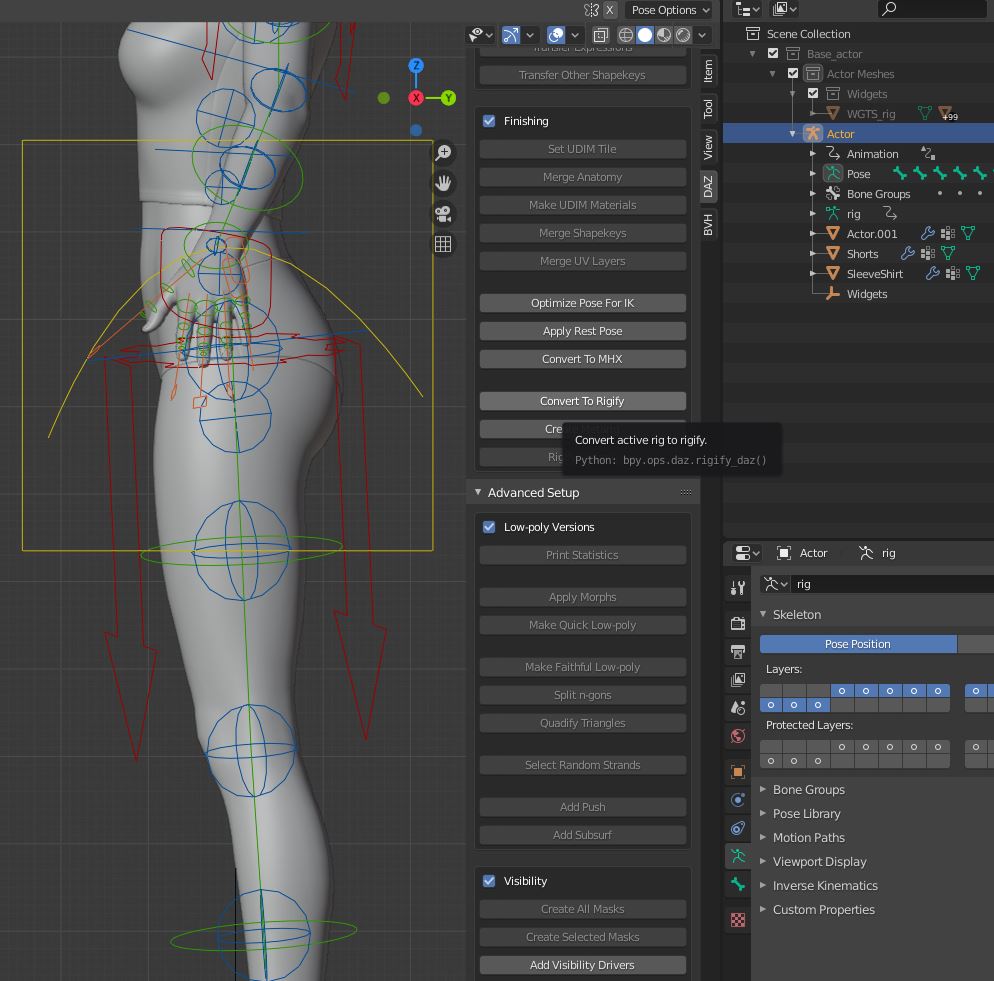 X
Pose Options
Transfer Expressions
Transfer Other Shapekeys
Finishing
Set UDIM Tile
Merge Anatomy
Make UDIM Materials
Merge Shapekeys
Merge UV Layers
Optimize Pose For IK
Apply Rest Pose
Convert To MHX
Convert To Rigify
Cre
Rig
Convert active rig to rigify.
Python: bpy.ops.daz.rigify_daz()
Advanced Setup
Low-poly Versions
Print Statistics
Apply Morphs
Make Quick Low-poly
Make Faithful Low-poly
Split n-gons
Quadify Triangles
Select Random Strands
Add Push
Add Subsurf
Visibility
Create All Masks
Create Selected Masks
Add Visibility Drivers
Z
X
Y
Item
Tool
View
DAZ
BVH
Scene Collection
Base_actor
Actor Meshes
Widgets
WGTS_rig
+99
Actor
Animation
Pose
Bone Groups
rig
Actor.001
Shorts
SleeveShirt
Widgets
Actor
rig
rig
Skeleton
Pose Position
Layers:
Protected Layers:
Bone Groups
Pose Library
Motion Paths
Viewport Display
Inverse Kinematics
Custom Properties